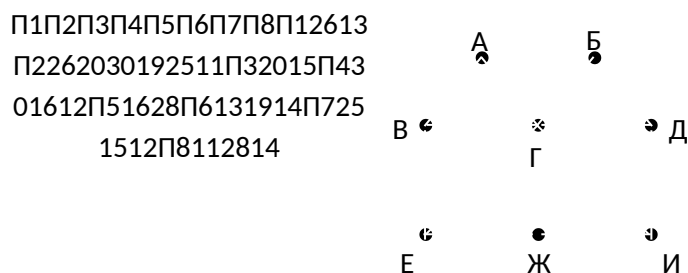 П1П2П3П4П5П6П7П8П12613
П2262030192511П32015П43
01612П51628П6131914П725
1512П8112814
А Б
В Д
Г
Е Ж И